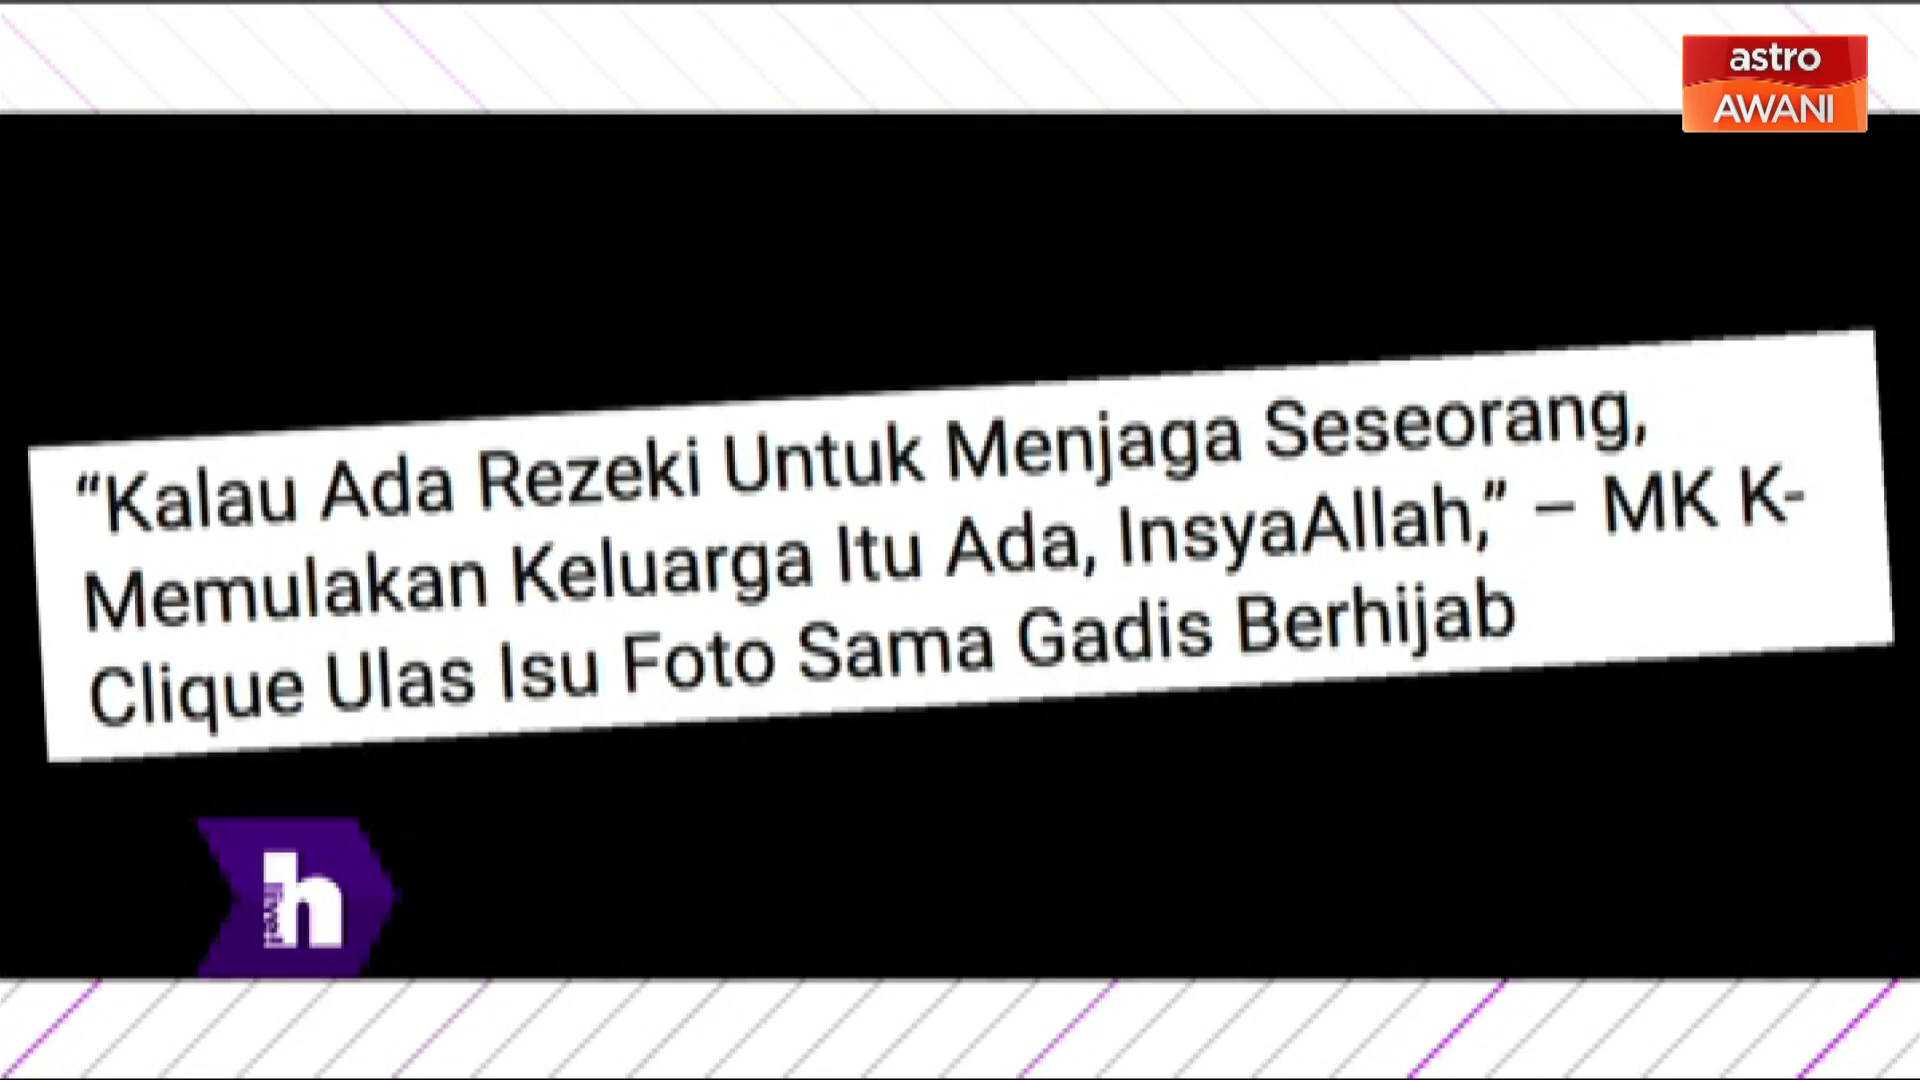 astro
AWANI
“Kalau Ada Rezeki Untuk Menjaga Seseorang,
Memulakan Keluarga Itu Ada, InsyaAllah,” – MK K-
Clique Ulas Isu Foto Sama Gadis Berhijab
h